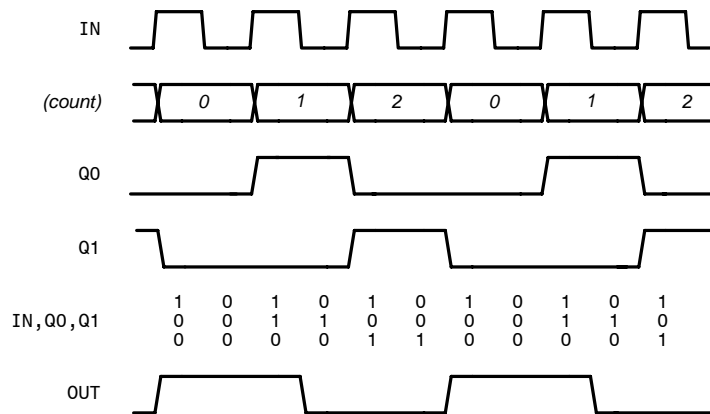 IN
(count) 0 1 2 0 1 2
Q0
Q1
1 0 1 0 1 0 1 0 1 0 1
IN,Q0,Q1 0 0 1 1 0 0 0 0 1 1 0
0 0 0 0 1 1 0 0 0 0 1
OUT